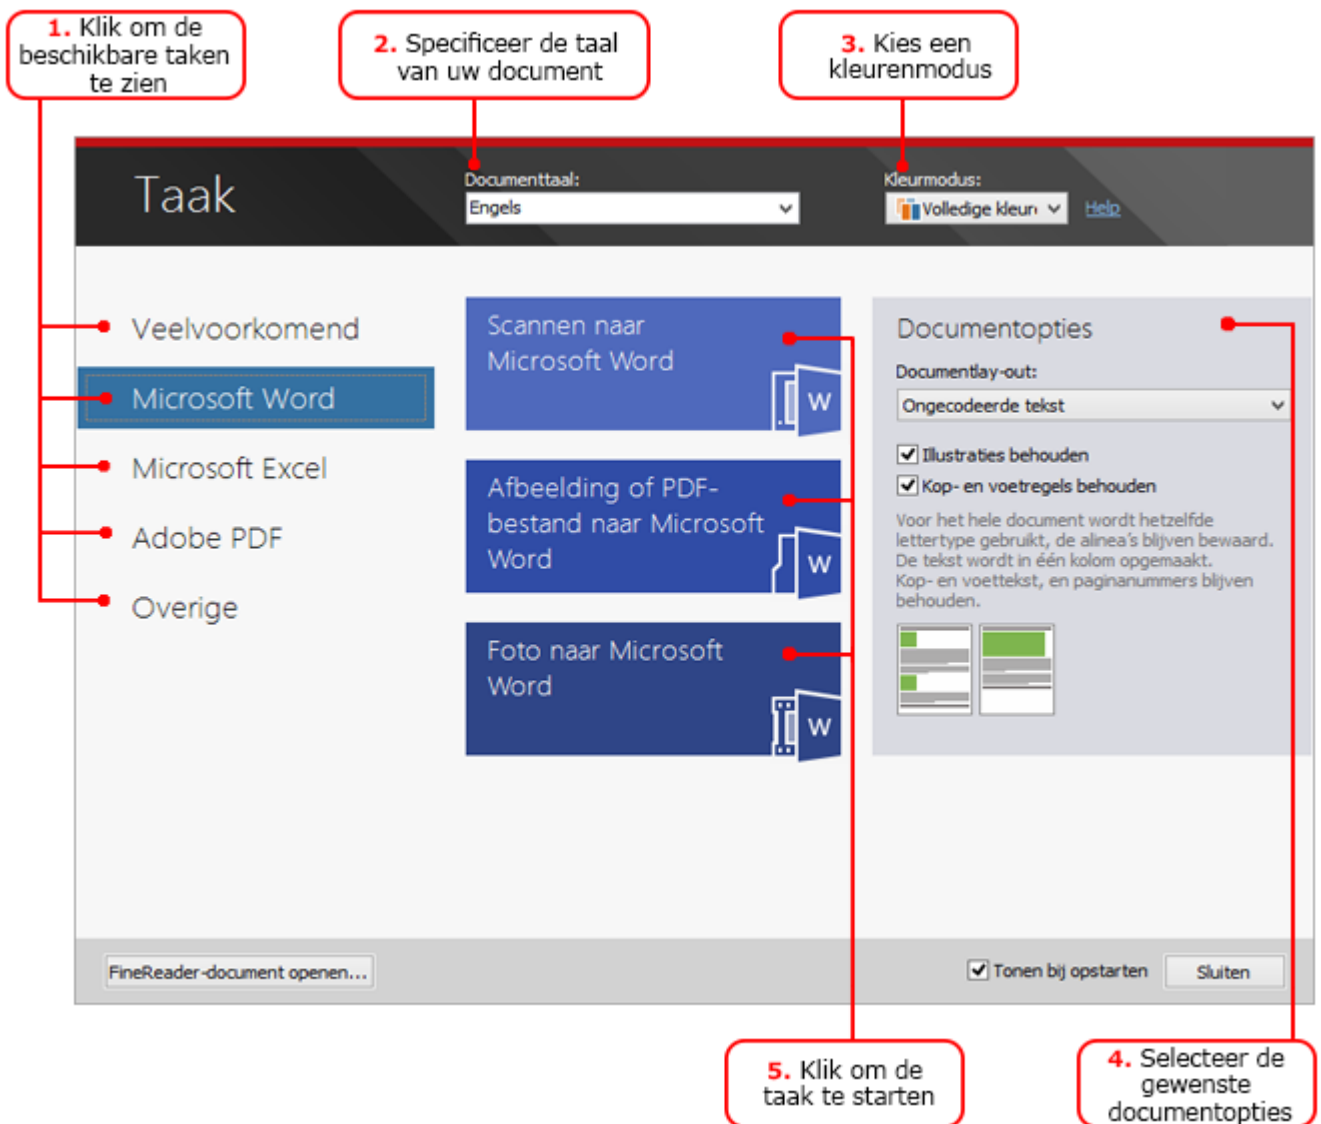 1. Klik om de
beschikbare taken
te zien
2. Specificeer de taal
van uw document
3. Kies een
kleurenmodus
Taak
Documenttaal:
Engels
Kleurmodus:
Volledige kleur
Help
Veelvoorkomend
Microsoft Word
Microsoft Excel
Adobe PDF
Overige
Scannen naar
Microsoft Word
W
Afbeelding of PDF-
bestand naar Microsoft
Word
W
Foto naar Microsoft
Word
W
Documentopties
Documentlay-out:
Ongecodeerde tekst
Illustraties behouden
Kop- en voetregels behouden
Voor het hele document wordt hetzelfde
lettertype gebruikt, de alinea's blijven bewaard.
De tekst wordt in één kolom opgemaakt.
Kop- en voettekst, en paginanummers blijven
behouden.
FineReader-document openen...
Tonen bij opstarten
Sluiten
5. Klik om de
taak te starten
4. Selecteer de
gewenste
documentopties